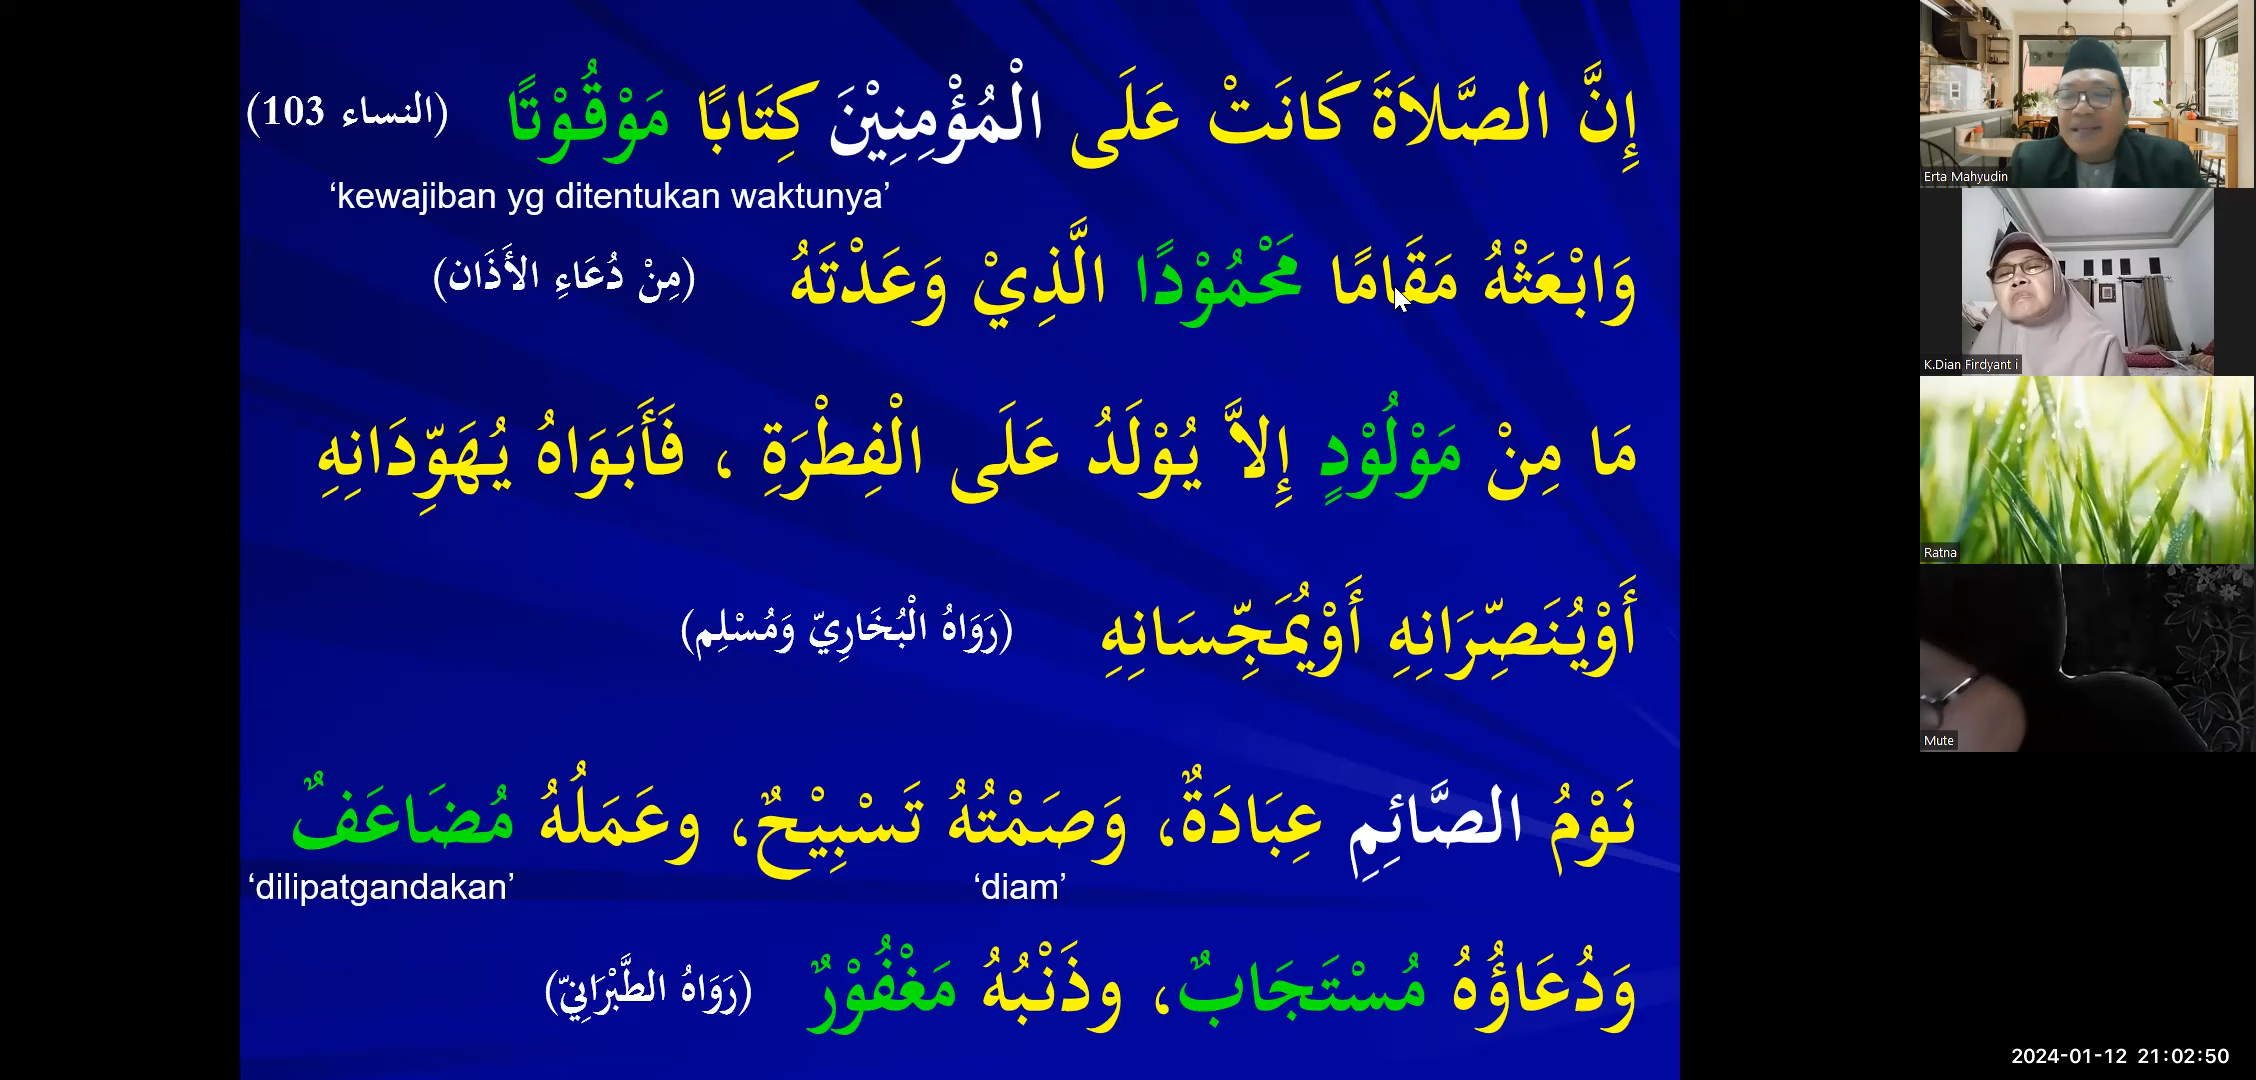 إِنَّ الصَّلاَةَ كَانَتْ عَلَى الْمُؤْمِنِيْنَ كِتَابًا مَوْقُوْتًا (النساء 103)
‘kewajiban yg ditentukan waktunya’
وَابْعَثْهُ مَقَامًا مَحْمُوْدًا الَّذِيْ وَعَدْتَهُ (مِنْ دُعَاءِ الأَذَان)
مَا مِنْ مَوْلُوْدٍ إِلاَّ يُوْلَدُ عَلَى الْفِطْرَةِ ، فَأَبَوَاهُ يُهَوِّدَانِهِ
أَوْيُنَصِّرَانِهِ أَوْيُمَجِّسَانِهِ (رَوَاهُ الْبُخَارِيّ وَمُسْلِم)
نَوْمُ الصَّائِمِ عِبَادَةٌ، وَصَمْتُهُ تَسْبِيْحٌ، وعَمَلُهُ مُضَاعَفٌ
‘diam’ ‘dilipatgandakan’
وَدُعَاؤُهُ مُسْتَجَابٌ، وذَنْبُهُ مَغْفُوْرٌ (رَوَاهُ الطَّبْرَانِيّ)
Erta Mahyudin
K.Dian Firdyant i
Ratna
Mute
2024-01-12 21:02:50